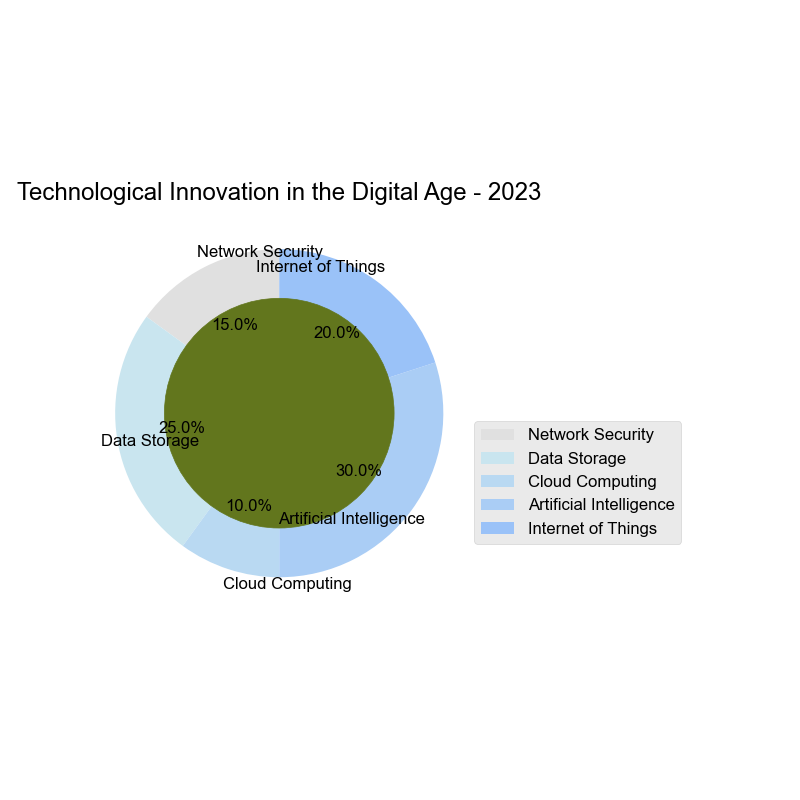 Technological Innovation in the Digital Age - 2023
Network Security
Internet of Things
15.0%
20.0%
25.0%
Data Storage
30.0%
10.0%
Artificial Intelligence
Cloud Computing
Network Security
Data Storage
Cloud Computing
Artificial Intelligence
Internet of Things